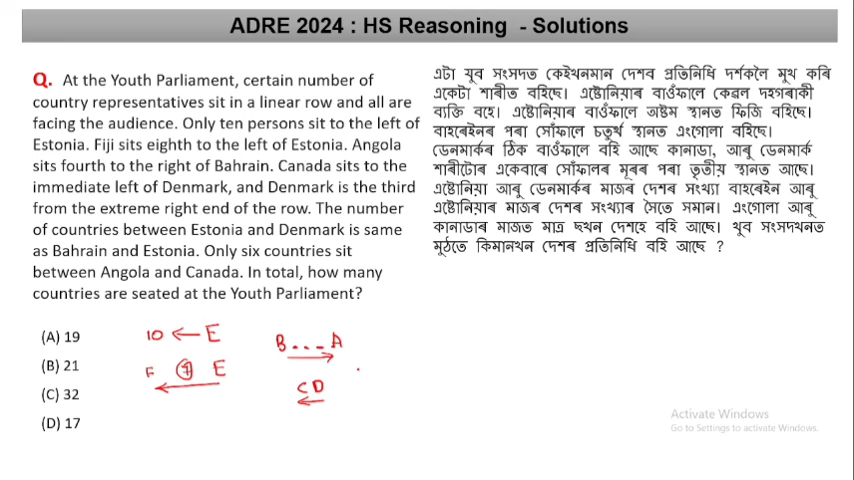 ADRE 2024 : HS Reasoning - Solutions
Q. At the Youth Parliament, certain number of
country representatives sit in a linear row and all are
facing the audience. Only ten persons sit to the left of
Estonia. Fiji sits eighth to the left of Estonia. Angola
sits fourth to the right of Bahrain. Canada sits to the
immediate left of Denmark, and Denmark is the third
from the extreme right end of the row. The number
of countries between Estonia and Denmark is same
as Bahrain and Estonia. Only six countries sit
between Angola and Canada. In total, how many
countries are seated at the Youth Parliament?
(A) 19
(B) 21
(C) 32
(D) 17
10 ← E
F 7 E
B...A
CD
এটা যুব সংসদত কেইখনমান দেশৰ প্ৰতিনিধি দৰ্শকলৈ মুখ কৰি
একেটা শাৰীত বহিছে। এষ্টোনিয়াৰ বাওঁফালে কেৱল দহগৰাকী
ব্যক্তি বহে। এষ্টোনিয়াৰ বাওঁফালে অষ্টম স্থানত ফিজি বহিছে।
বাহৰেইনৰ পৰা সোঁফালে চতুৰ্থ স্থানত এংগোলা বহিছে।
ডেনমাৰ্কৰ ঠিক বাওঁফালে বহি আছে কানাডা, আৰু ডেনমাৰ্ক
শাৰীটোৰ একেবাৰে সোঁফালৰ মূৰৰ পৰা তৃতীয় স্থানত আছে।
এষ্টোনিয়া আৰু ডেনমাৰ্কৰ মাজৰ দেশৰ সংখ্যা বাহৰেইন আৰু
এষ্টোনিয়াৰ মাজৰ দেশৰ সংখ্যাৰ সৈতে সমান। এংগোলা আৰু
কানাডাৰ মাজত মাত্ৰ ছখন দেশহে বহি আছে। যুব সংসদখনত
মুঠতে কিমানখন দেশৰ প্ৰতিনিধি বহি আছে ?
Activate Windows
Go to Settings to activate Windows.